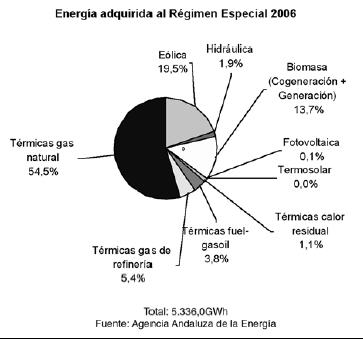 Energía adquirida al Régimen Especial 2006
Eólica
19,5%
Hidráulica
1,9%
Biomasa
(Cogeneración +
Generación)
13,7%
Fotovoltaica
0,1%
Termosolar
0,0%
Térmicas calor
residual
1,1%
Térmicas fuel-
gasoil
3,8%
Térmicas gas de
refinería
5,4%
Térmicas gas
natural
54,5%
Total: 5,336,0GWh
Fuente: Agencia Andaluza de la Energía